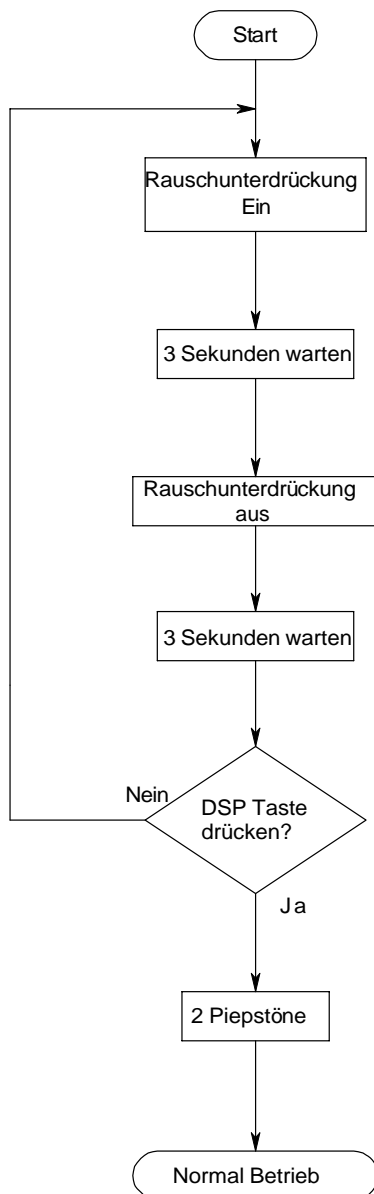 Start
Rauschunterdrückung
Ein
3 Sekunden warten
Rauschunterdrückung
aus
3 Sekunden warten
Nein
DSP Taste
drücken?
Ja
2 Piepstöne
Normal Betrieb